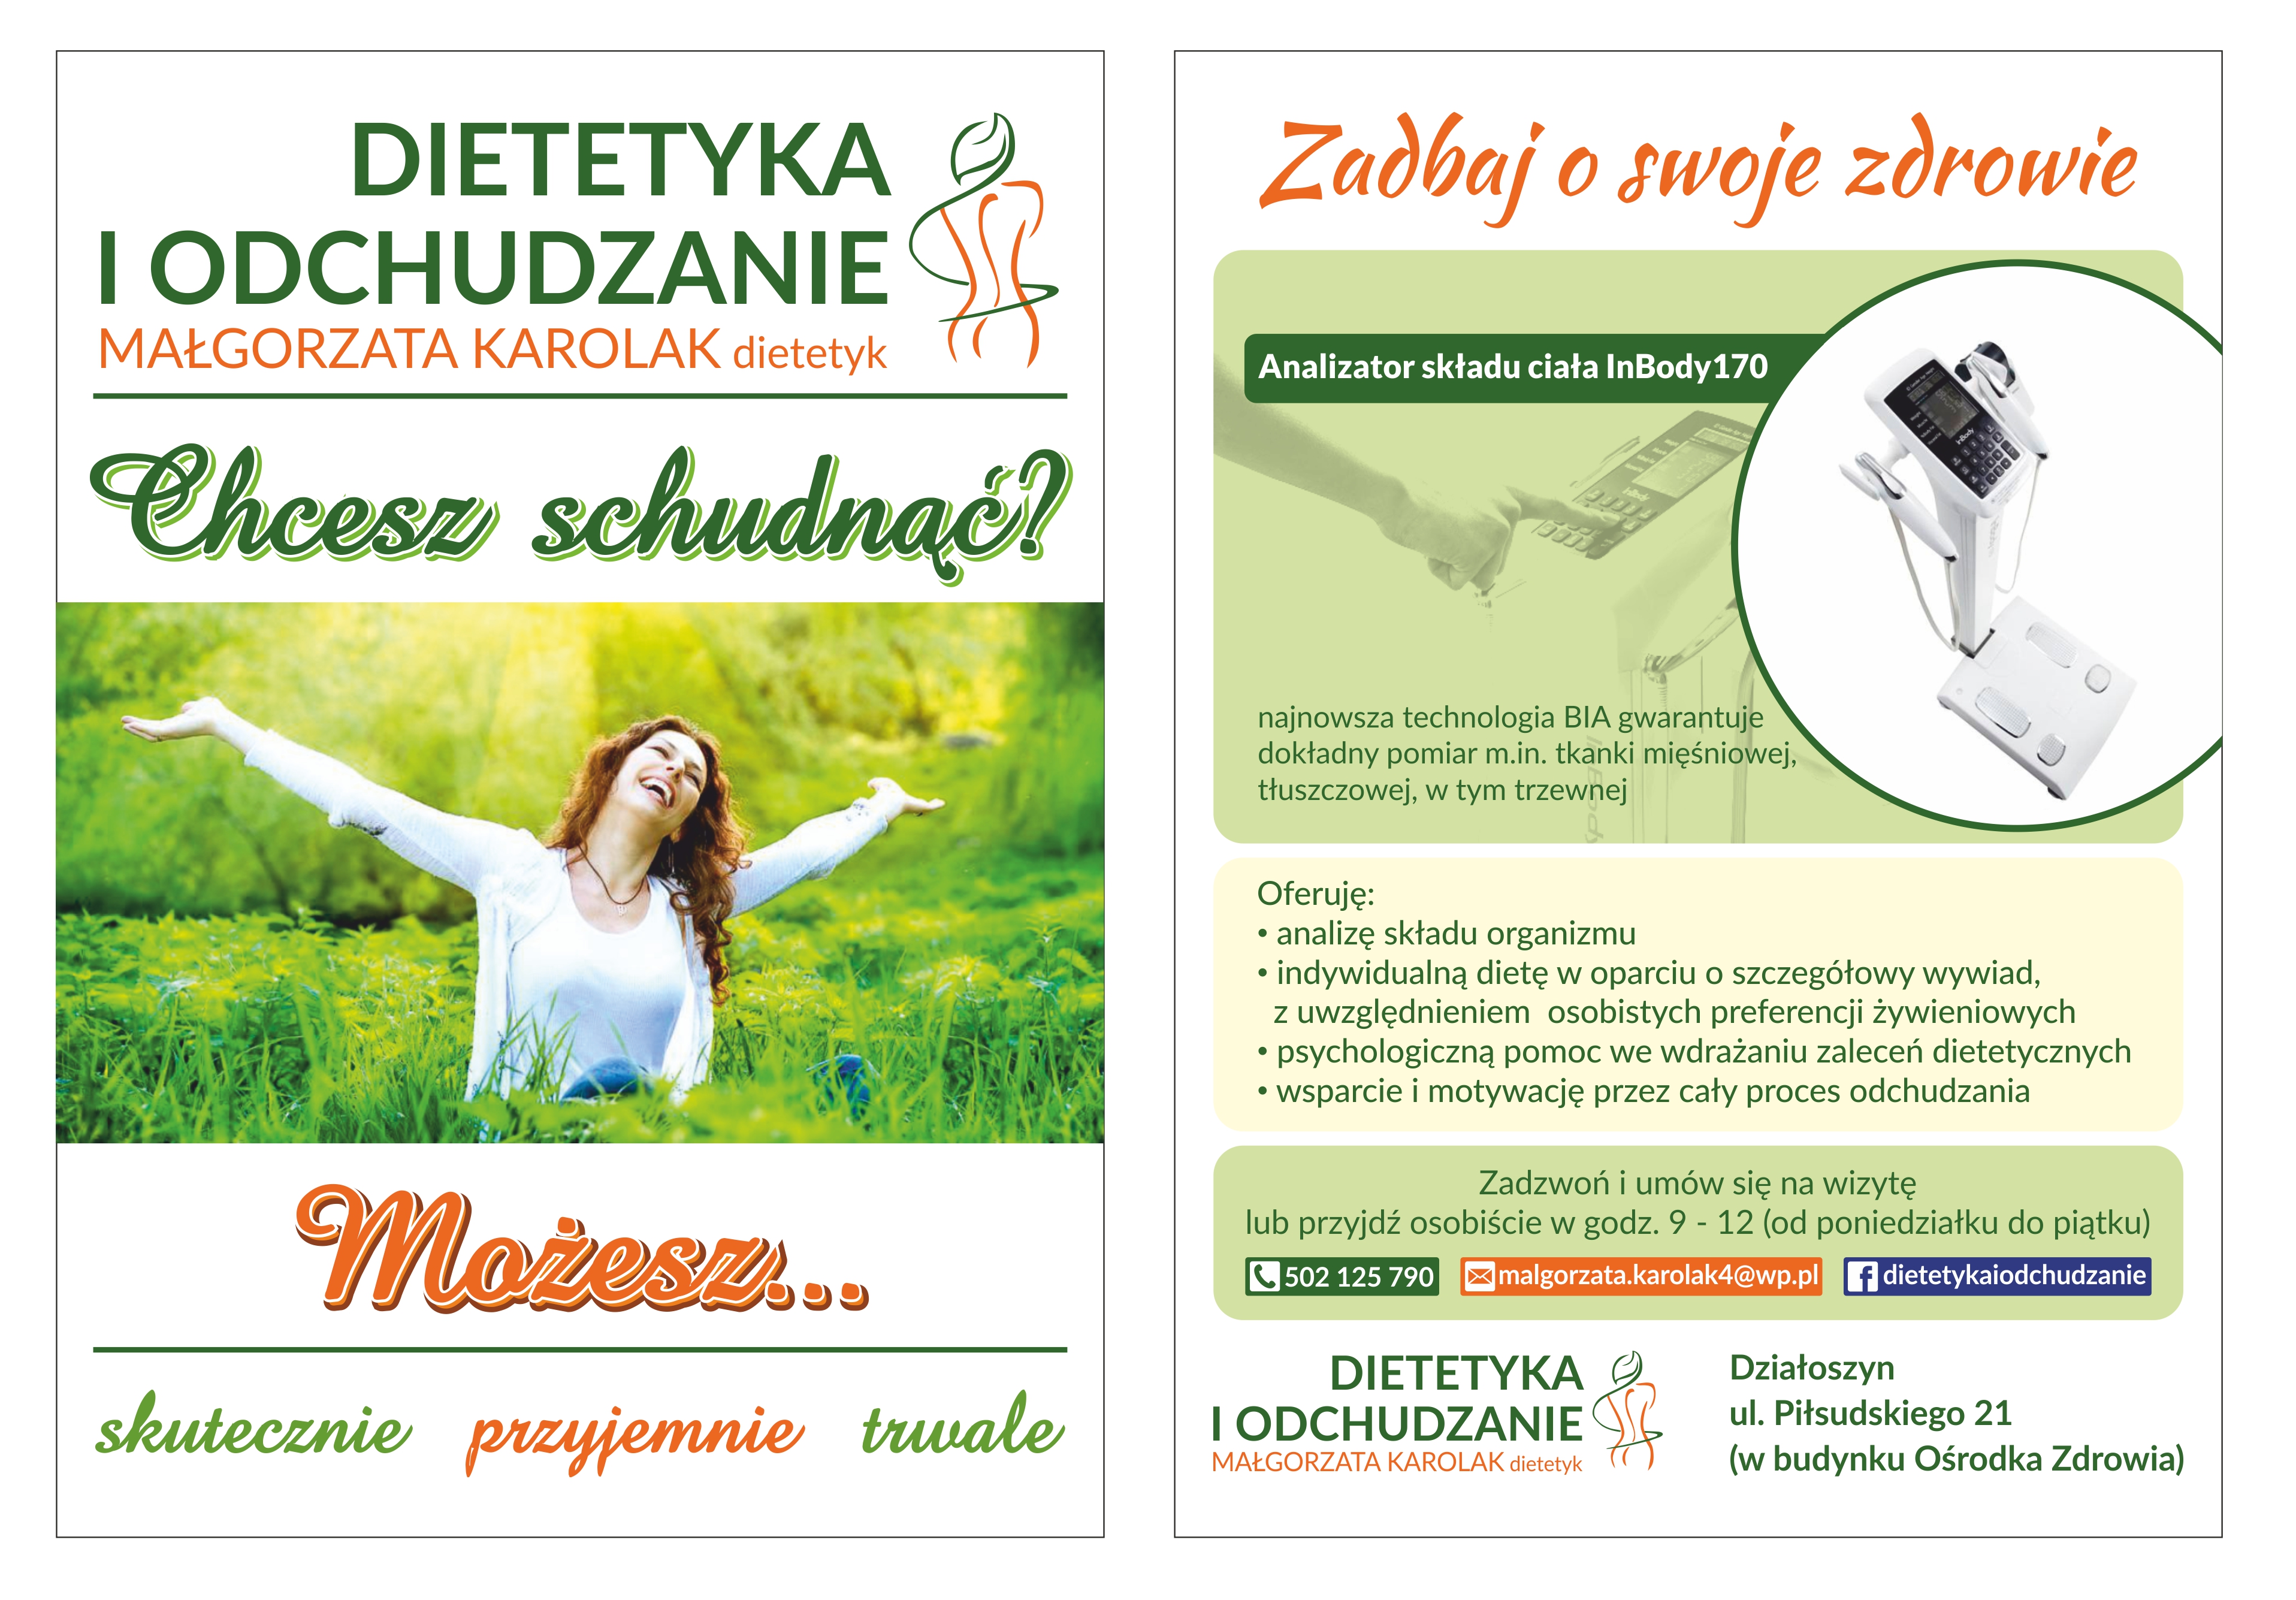 DIETETYKA
I ODCHUDZANIE
MAŁGORZATA KAROLAK dietetyk
Chcesz schudnąć?
Możesz...
skutecznie przyjemnie trwale
Zadbaj o swoje zdrowie
Analizator składu ciała InBody170
InBody
InBody
najnowsza technologia BIA gwarantuje
dokładny pomiar m.in. tkanki mięśniowej,
tłuszczowej, w tym trzewnej
Oferuję:
• analizę składu organizmu
• indywidualną dietę w oparciu o szczegółowy wywiad,
z uwzględnieniem osobistych preferencji żywieniowych
• psychologiczną pomoc we wdrażaniu zaleceń dietetycznych
• wsparcie i motywację przez cały proces odchudzania
Zadzwoń i umów się na wizytę
lub przyjdź osobiście w godz. 9 - 12 (od poniedziałku do piątku)
502 125 790 malgorzata.karolak4@wp.pl dietetykaiodchudzanie
DIETETYKA
I ODCHUDZANIE
MAŁGORZATA KAROLAK dietetyk
Działoszyn
ul. Piłsudskiego 21
(w budynku Ośrodka Zdrowia)